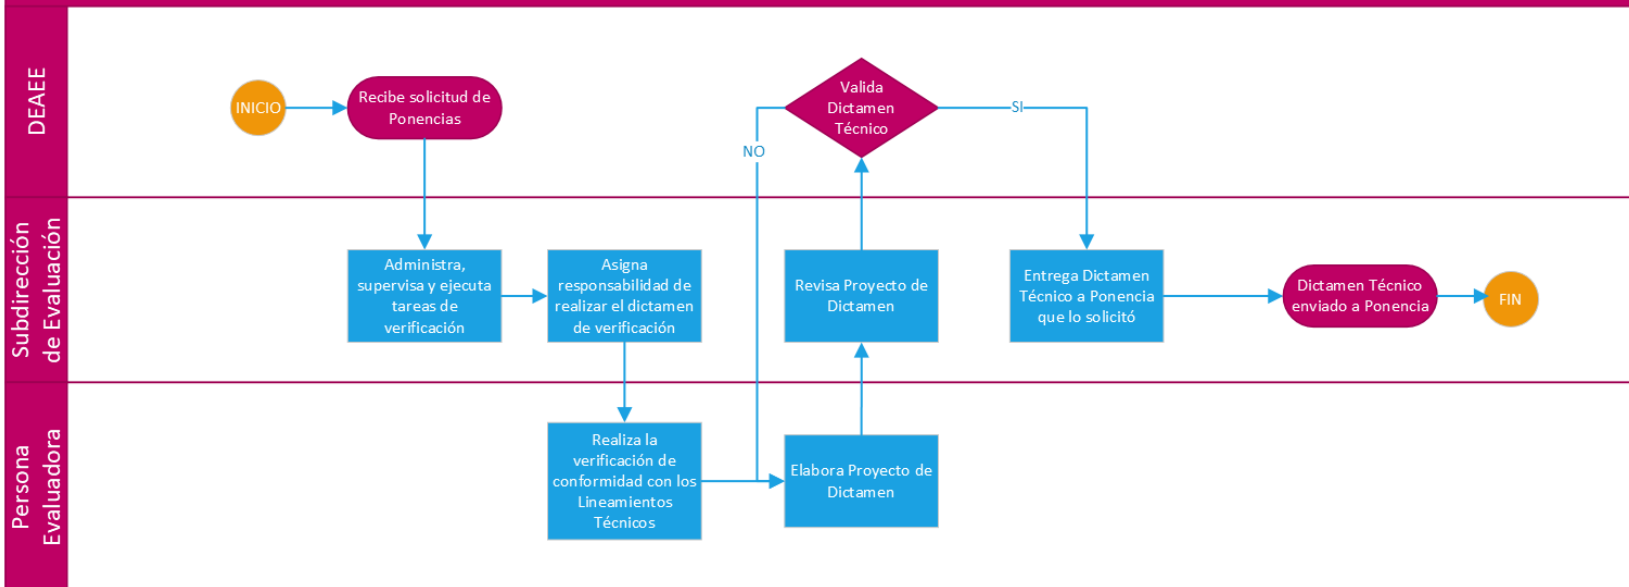 DEAEE
INICIO
Recibe solicitud de
Ponencias
Valida
Dictamen
Técnico
SI
NO
Subdirección
de Evaluación
Administra,
supervisa y ejecuta
tareas de
verificación
Asigna
responsabilidad de
realizar el dictamen
de verificación
Revisa Proyecto de
Dictamen
Entrega Dictamen
Técnico a Ponencia
que lo solicitó
Dictamen Técnico
enviado a Ponencia
FIN
Persona
Evaluadora
Realiza la
verificación de
conformidad con los
Lineamientos
Técnicos
Elabora Proyecto de
Dictamen